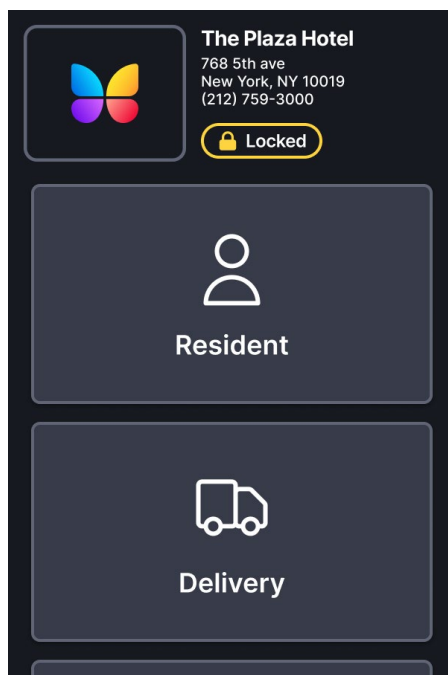 The Plaza Hotel
768 5th ave
New York, NY 10019
(212) 759-3000
Locked
Resident
Delivery